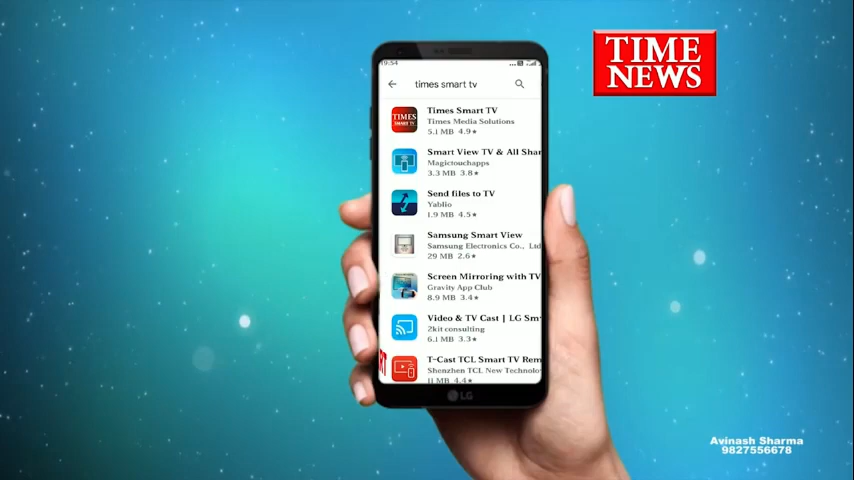 TIME
NEWS
19:54
times smart tv
TIMES
SMART TV
Times Smart TV
Times Media Solutions
5.1 MB 4.9★
Smart View TV & All Shar
Magictouchapps
3.3 MB 3.8★
Send files to TV
Yablio
1.9 MB 4.5★
Samsung Smart View
Samsung Electronics Co., Ltd
29 MB 2.6★
Screen Mirroring with TV
Gravity App Club
8.9 MB 3.4★
Video & TV Cast | LG Sm
2kit consulting
6.1 MB 3.3★
T-Cast TCL Smart TV Rem
Shenzhen TCL New Technolo
11 MB 4.4★
LG
Avinash Sharma
9827556678